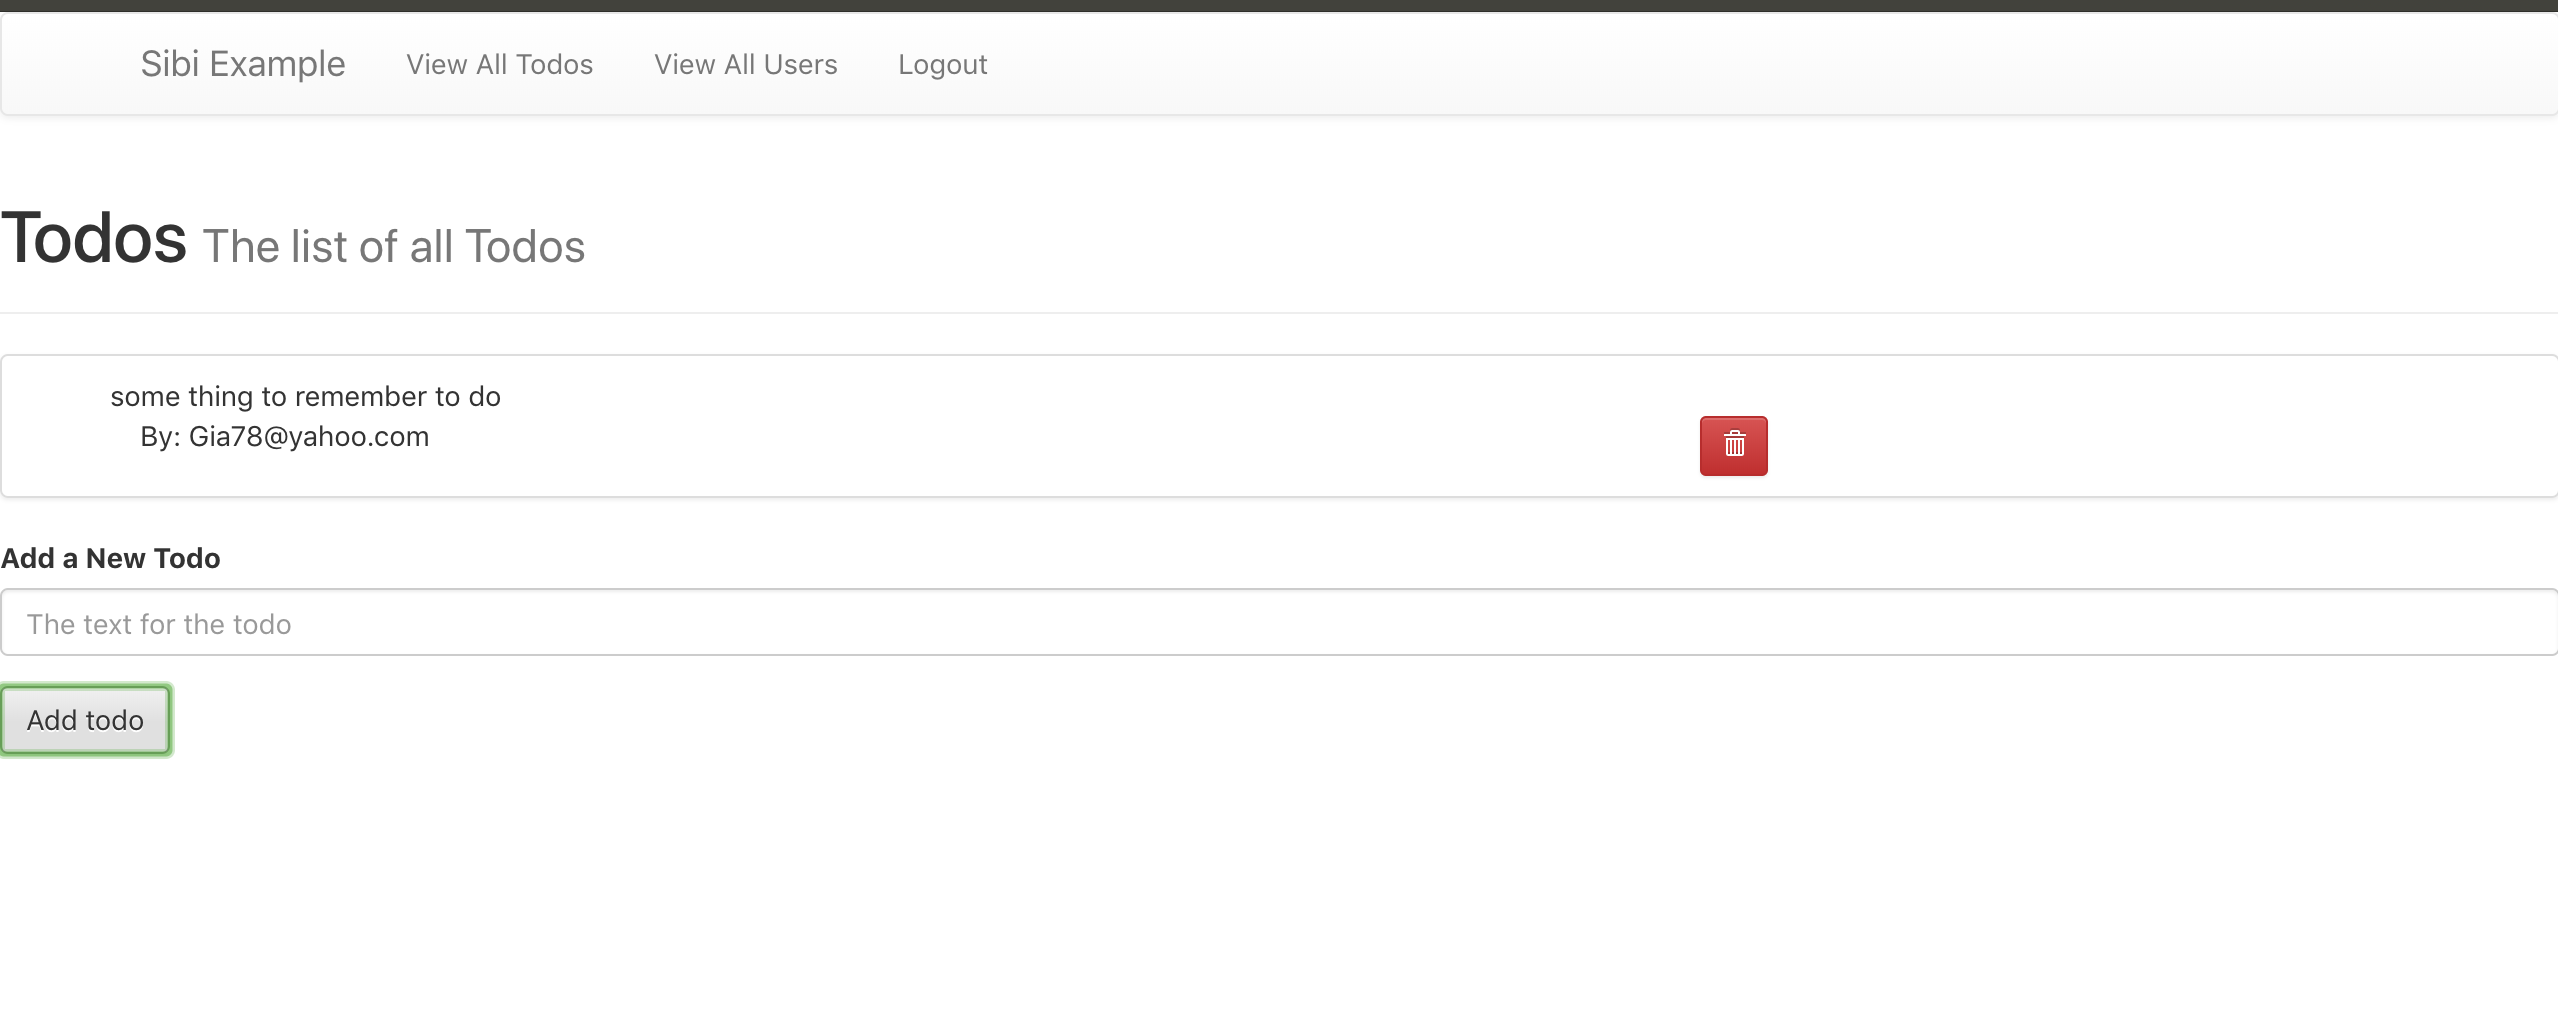 Sibi Example View All Todos View All Users Logout
Todos The list of all Todos
some thing to remember to do
By: Gia78@yahoo.com
Add a New Todo
The text for the todo
Add todo